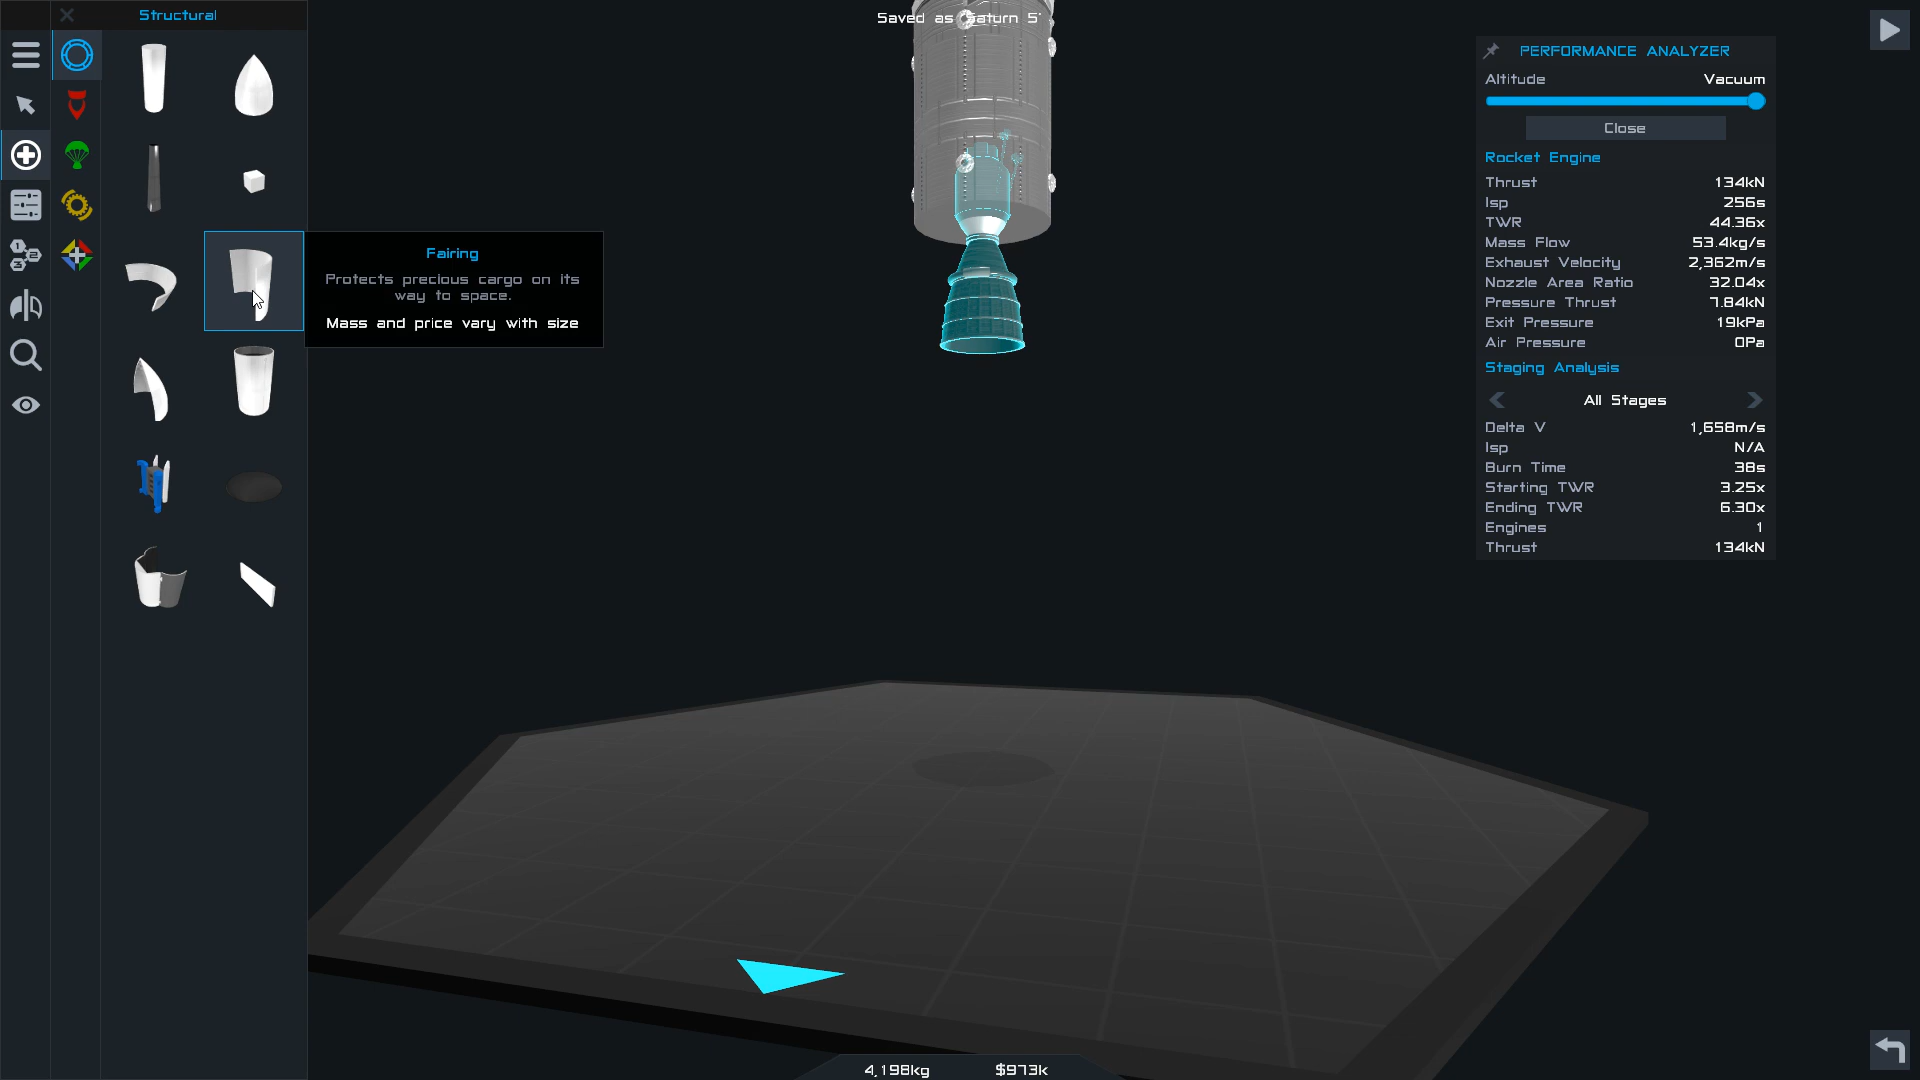 Structural
Saved as Saturn 5'
Fairing
Protects precious cargo on its
way to space.
Mass and price vary with size
PERFORMANCE ANALYZER
Altitude Vacuum
Close
Rocket Engine
Thrust 134kN
Isp 256s
TWR 44.36x
Mass Flow 53.4kg/s
Exhaust Velocity 2,362m/s
Nozzle Area Ratio 32.04x
Pressure Thrust 7.84kN
Exit Pressure 19kPa
Air Pressure 0Pa
Staging Analysis
All Stages
Delta V 1,658m/s
Isp N/A
Burn Time 38s
Starting TWR 3.25x
Ending TWR 6.30x
Engines 1
Thrust 134kN
4,198kg $973k